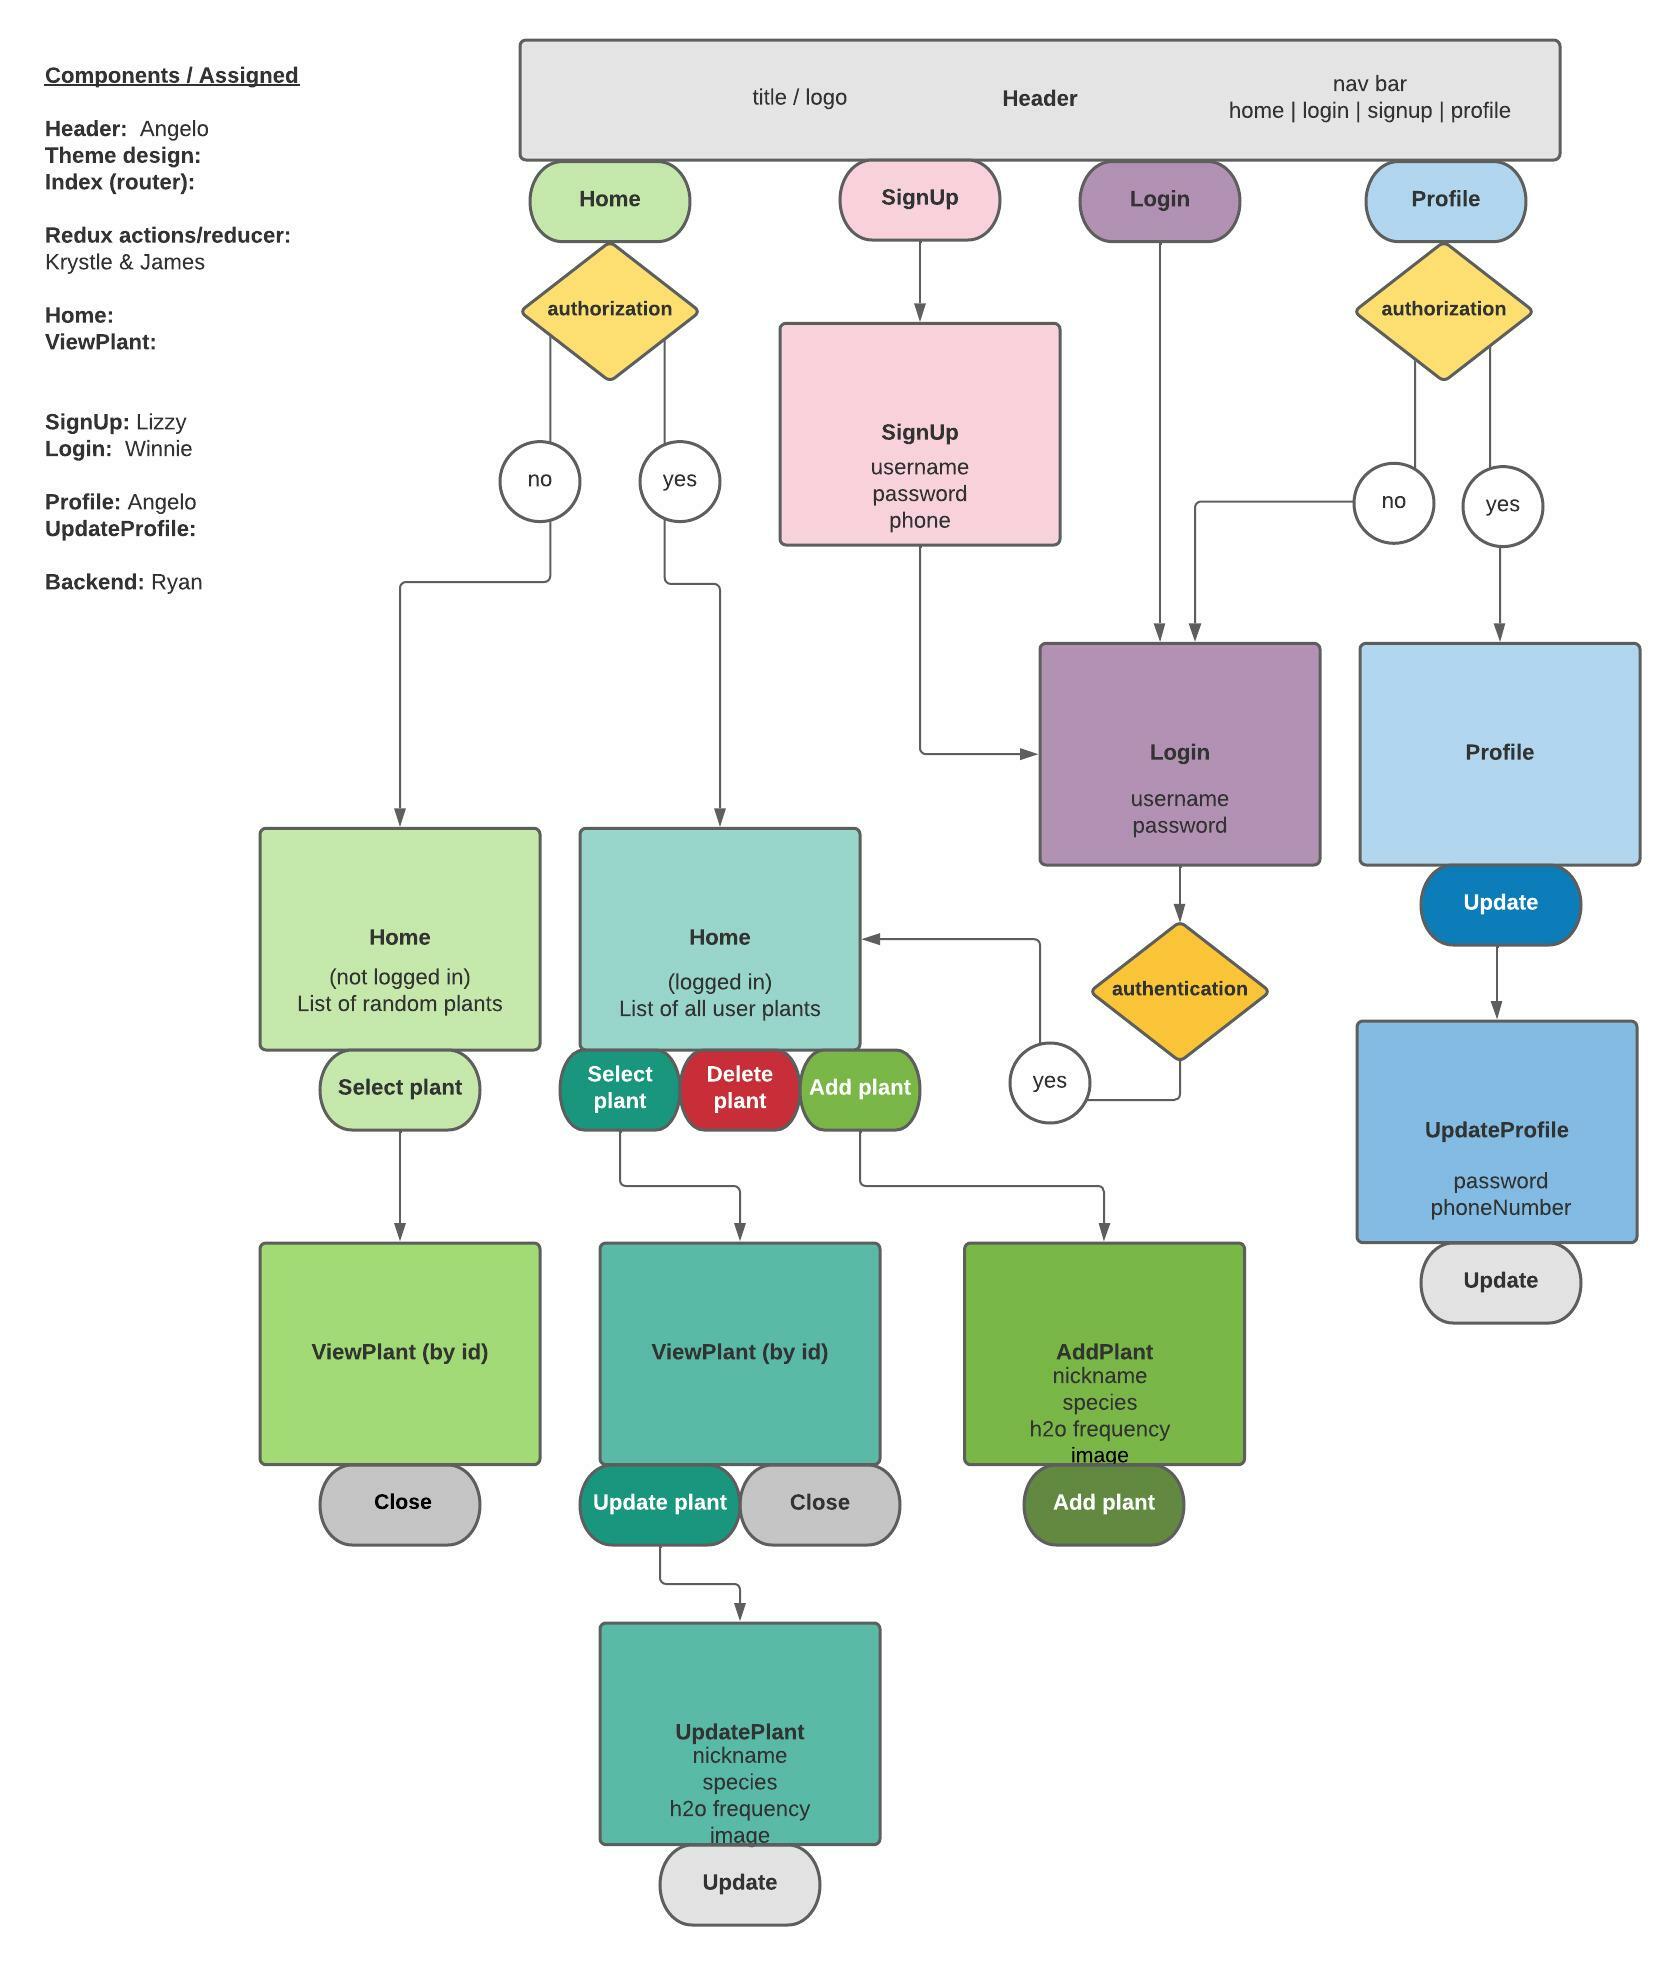 Components / Assigned
Header: Angelo
Theme design:
Index (router):
Redux actions/reducer:
Krystle & James
Home:
ViewPlant:
SignUp: Lizzy
Login: Winnie
Profile: Angelo
UpdateProfile:
Backend: Ryan
title / logo
Header
nav bar
home | login | signup | profile
Home
SignUp
Login
Profile
authorization
authorization
no
yes
SignUp
username
password
phone
no
yes
Login
username
password
Profile
Update
Home
(not logged in)
List of random plants
Home
(logged in)
List of all user plants
authentication
yes
Select plant
Select
plant
Delete
plant
Add plant
UpdateProfile
password
phoneNumber
Update
ViewPlant (by id)
ViewPlant (by id)
AddPlant
nickname
species
h2o frequency
image
Close
Update plant
Close
Add plant
UpdatePlant
nickname
species
h2o frequency
image
Update